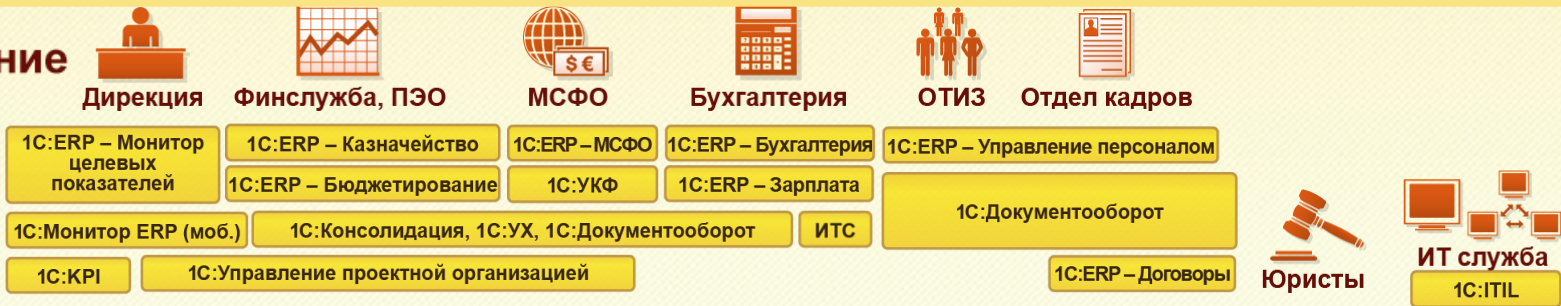 ние
$ €
Дирекция
Финслужба, ПЭО
МСФО
Бухгалтерия
ОТИЗ
Отдел кадров
1С:ERP – Монитор
целевых
показателей
1С:ERP – Казначейство
1С:ERP – МСФО
1С:ERP – Бухгалтерия
1С:ERP – Управление персоналом
1С:ERP – Бюджетирование
1С:УКФ
1С:ERP – Зарплата
1С:Документооборот
1С:Монитор ERP (моб.)
1С:Консолидация, 1С:УХ, 1С:Документооборот
ИТС
1С:KPI
1С:Управление проектной организацией
1С:ERP – Договоры
Юристы
ИТ служба
1С:ITIL